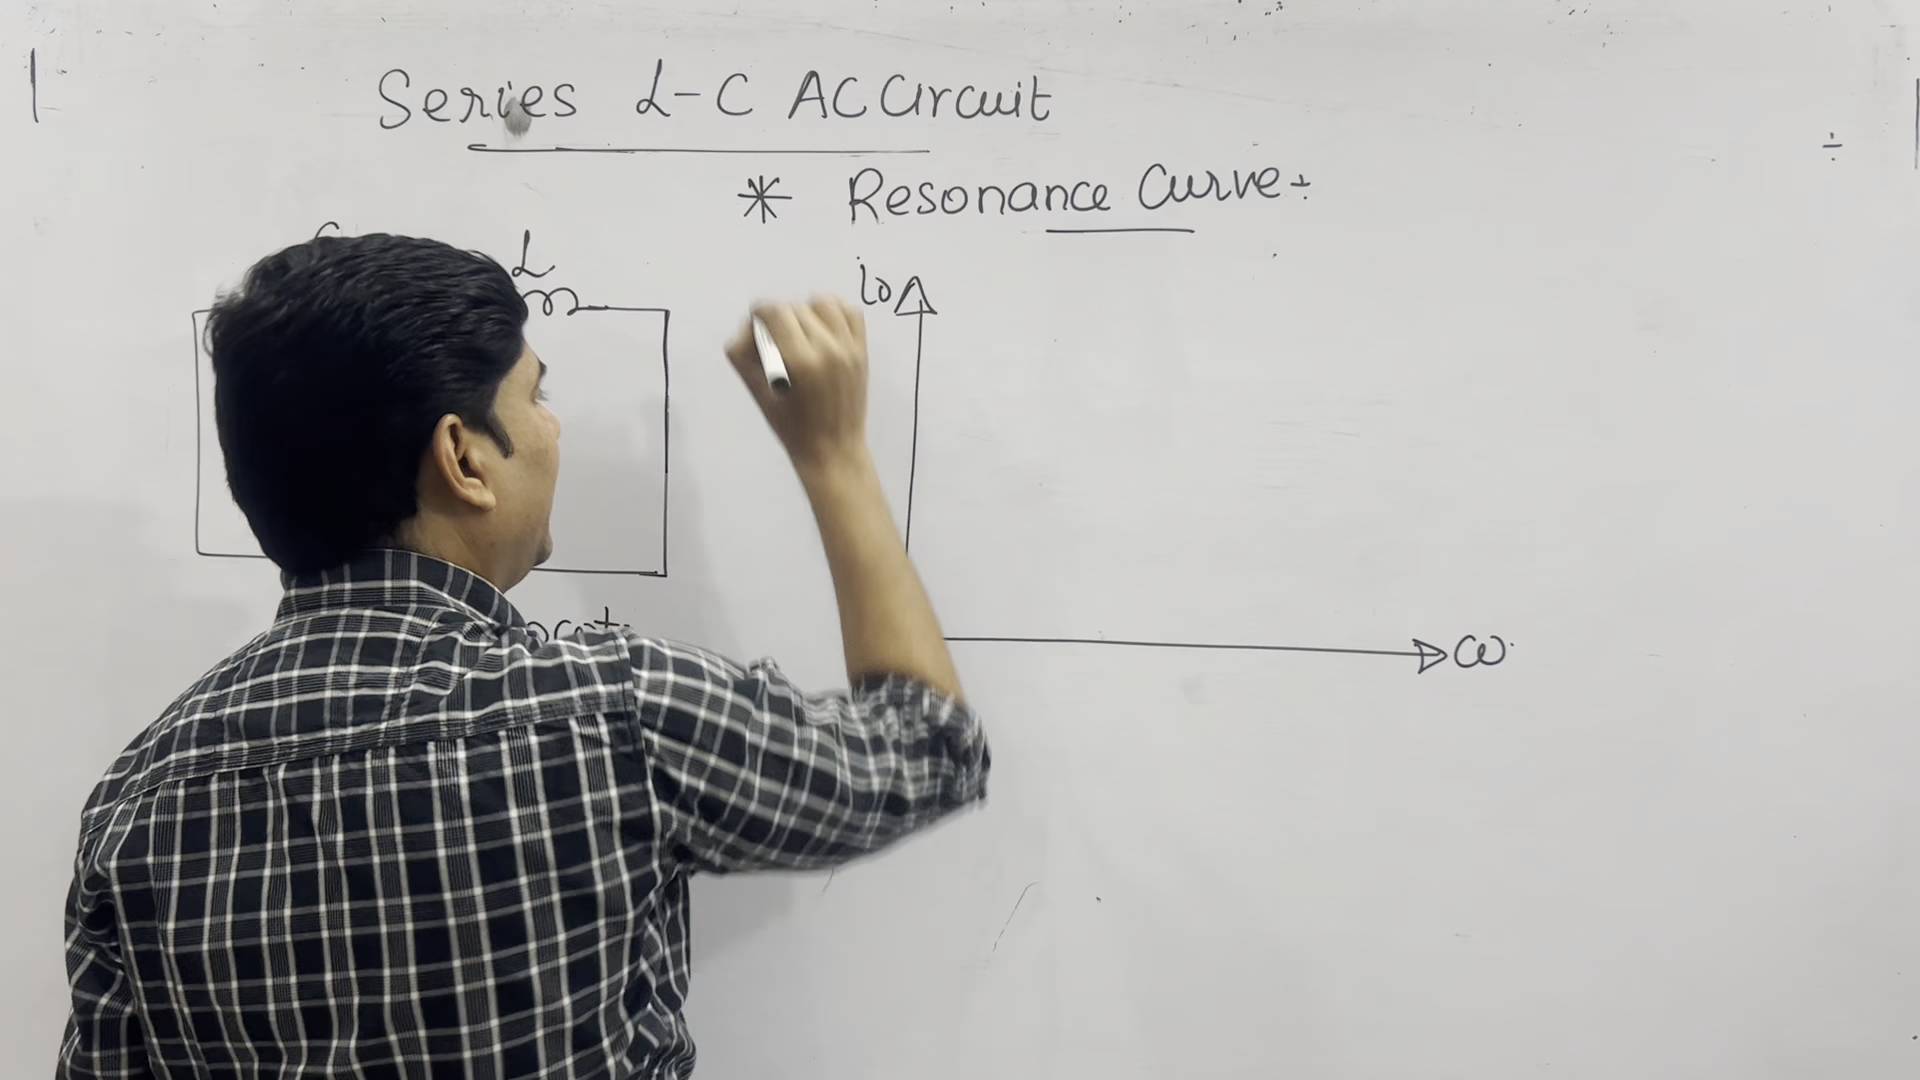 Series L-C AC Circuit
* Resonance Curve÷
L
i0
ω